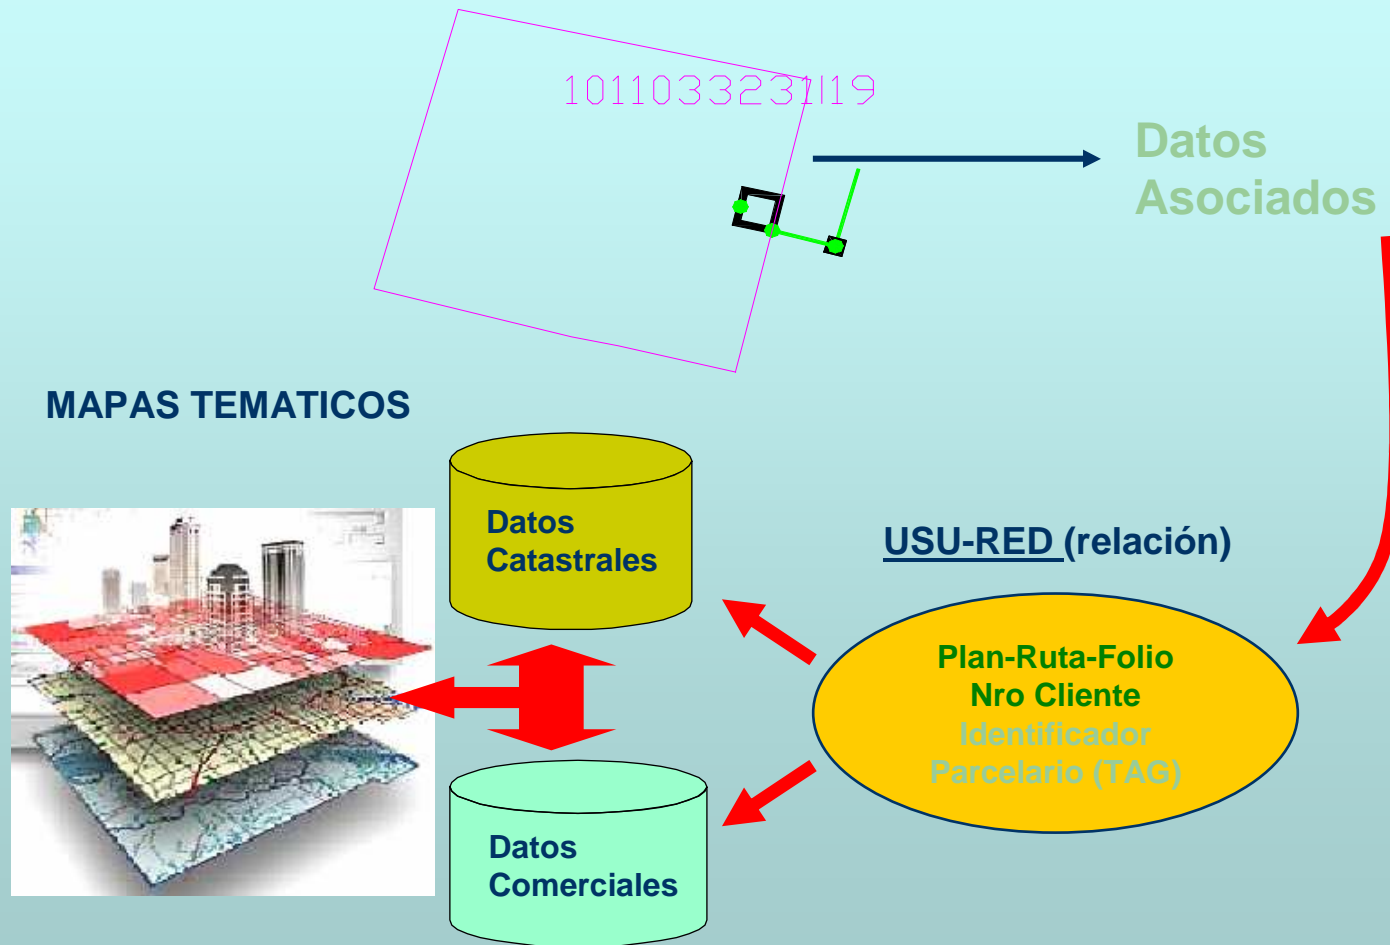 1011033231119
Datos
Asociados
MAPAS TEMATICOS
Datos
Catastrales
USU-RED (relación)
Plan-Ruta-Folio
Nro Cliente
Identificador
Parcelario (TAG)
Datos
Comerciales